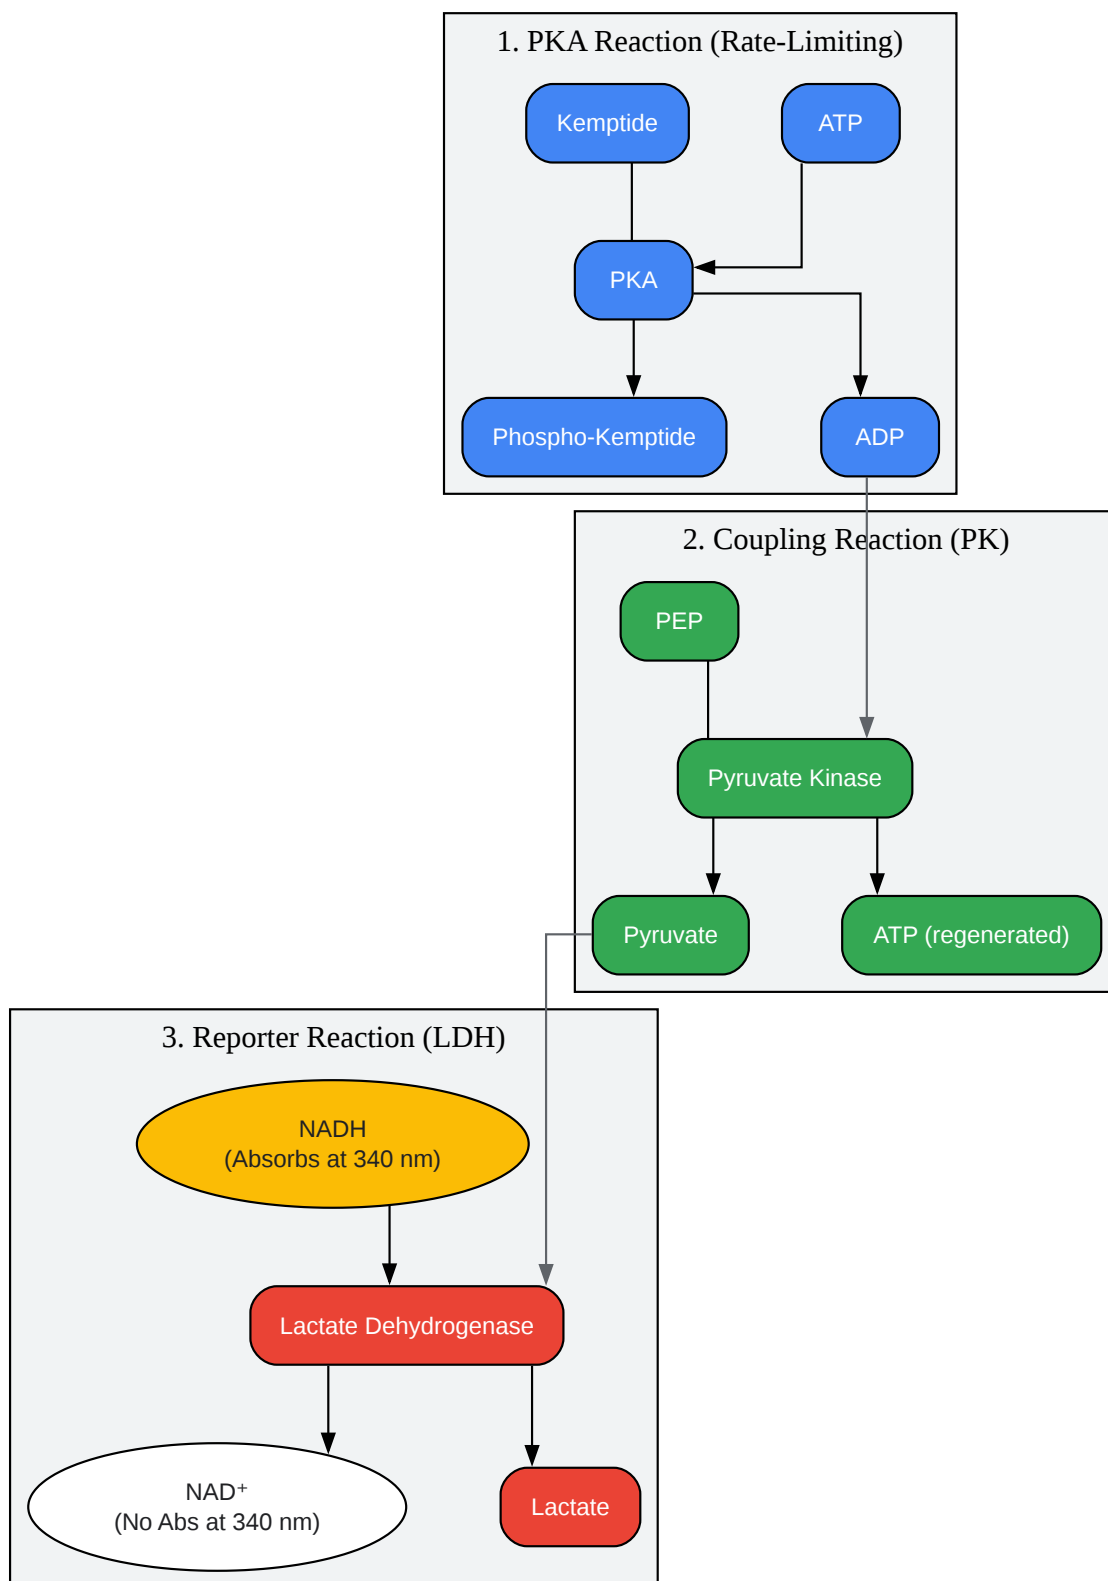 1. PKA Reaction (Rate-Limiting)
Kemptide
ATP
PKA
Phospho-Kemptide
ADP
2. Coupling Reaction (PK)
PEP
Pyruvate Kinase
Pyruvate
ATP (regenerated)
3. Reporter Reaction (LDH)
NADH
(Absorbs at 340 nm)
Lactate Dehydrogenase
NAD⁺
(No Abs at 340 nm)
Lactate